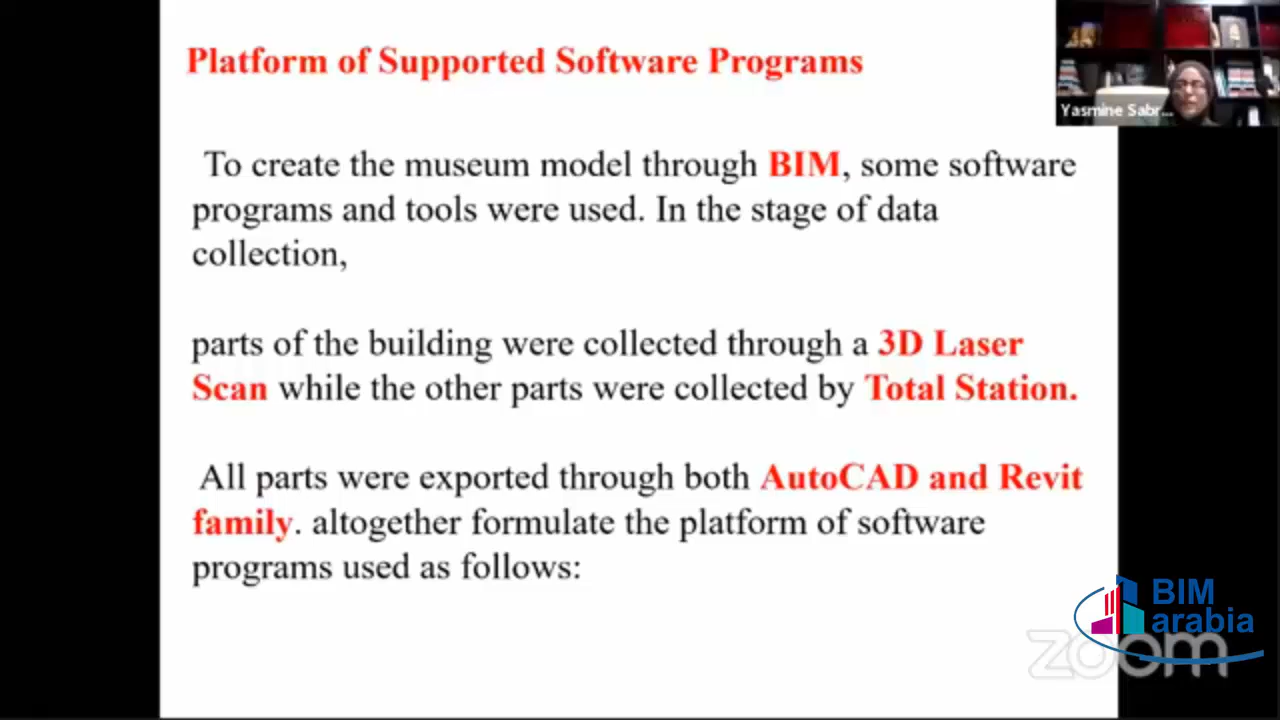 Platform of Supported Software Programs
Yasmine Sabr...
To create the museum model through BIM, some software
programs and tools were used. In the stage of data
collection,
parts of the building were collected through a 3D Laser
Scan while the other parts were collected by Total Station.
All parts were exported through both AutoCAD and Revit
family. altogether formulate the platform of software
programs used as follows:
BIM
arabia
zoom